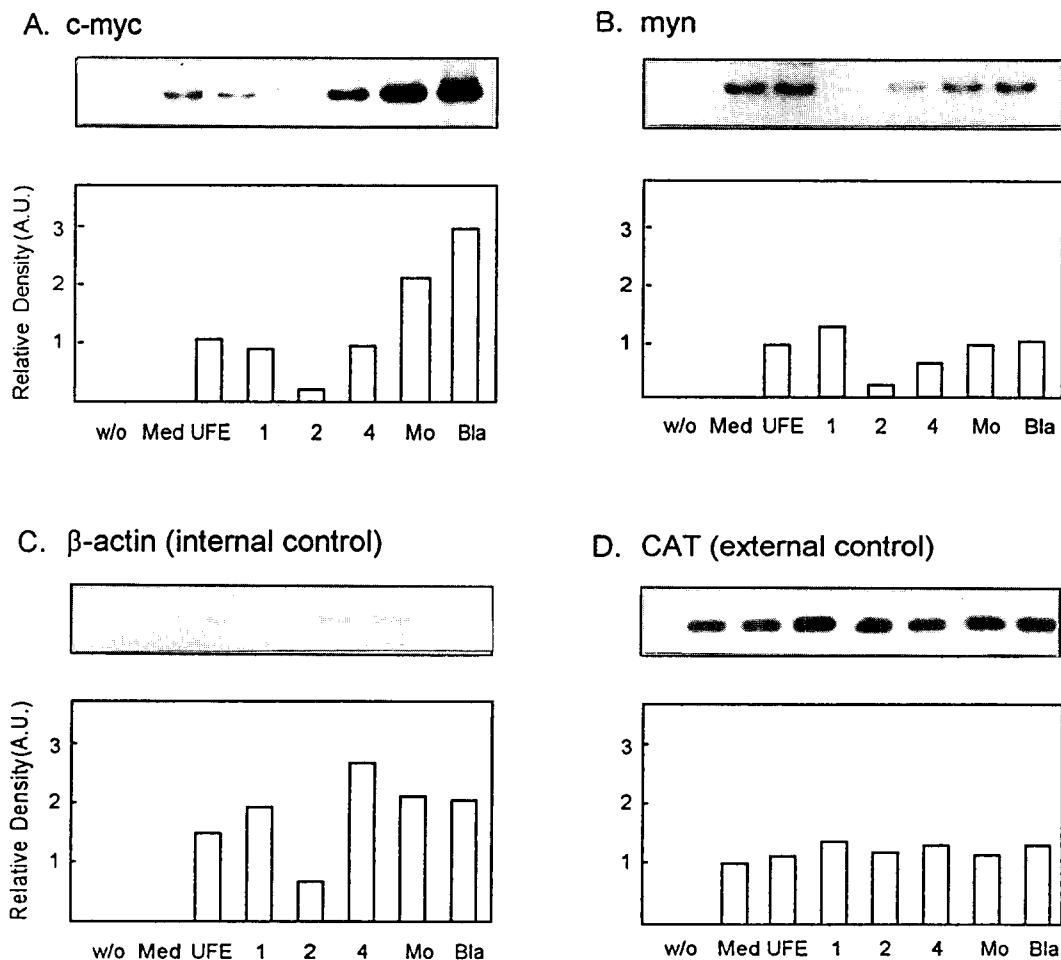 A. c-myc
Relative Density (A.U.)
3
2
1
w/o Med UFE 1 2 4 Mo Bla
B. myn
3
2
1
w/o Med UFE 1 2 4 Mo Bla
C. β-actin (internal control)
Relative Density (A.U.)
3
2
1
w/o Med UFE 1 2 4 Mo Bla
D. CAT (external control)
3
2
1
w/o Med UFE 1 2 4 Mo Bla